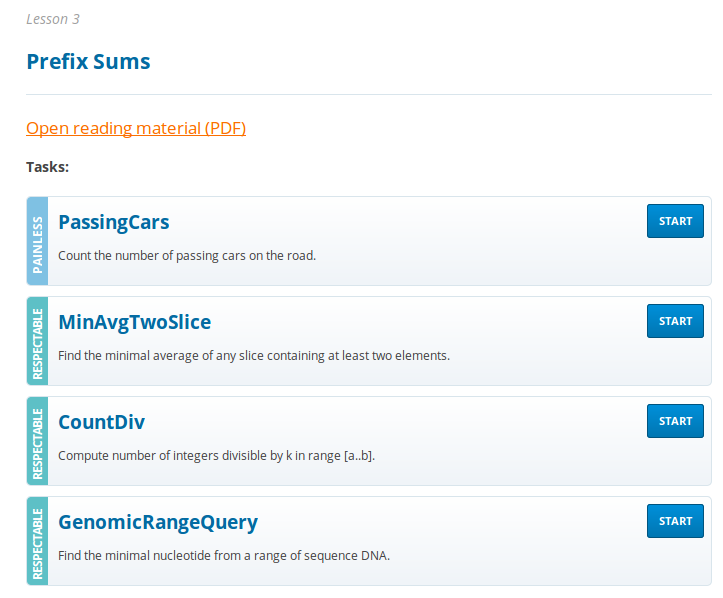 Lesson 3
Prefix Sums
Open reading material (PDF)
Tasks:
PAINLESS
PassingCars
START
Count the number of passing cars on the road.
RESPECTABLE
MinAvgTwoSlice
START
Find the minimal average of any slice containing at least two elements.
RESPECTABLE
CountDiv
START
Compute number of integers divisible by k in range [a..b].
RESPECTABLE
GenomicRangeQuery
START
Find the minimal nucleotide from a range of sequence DNA.